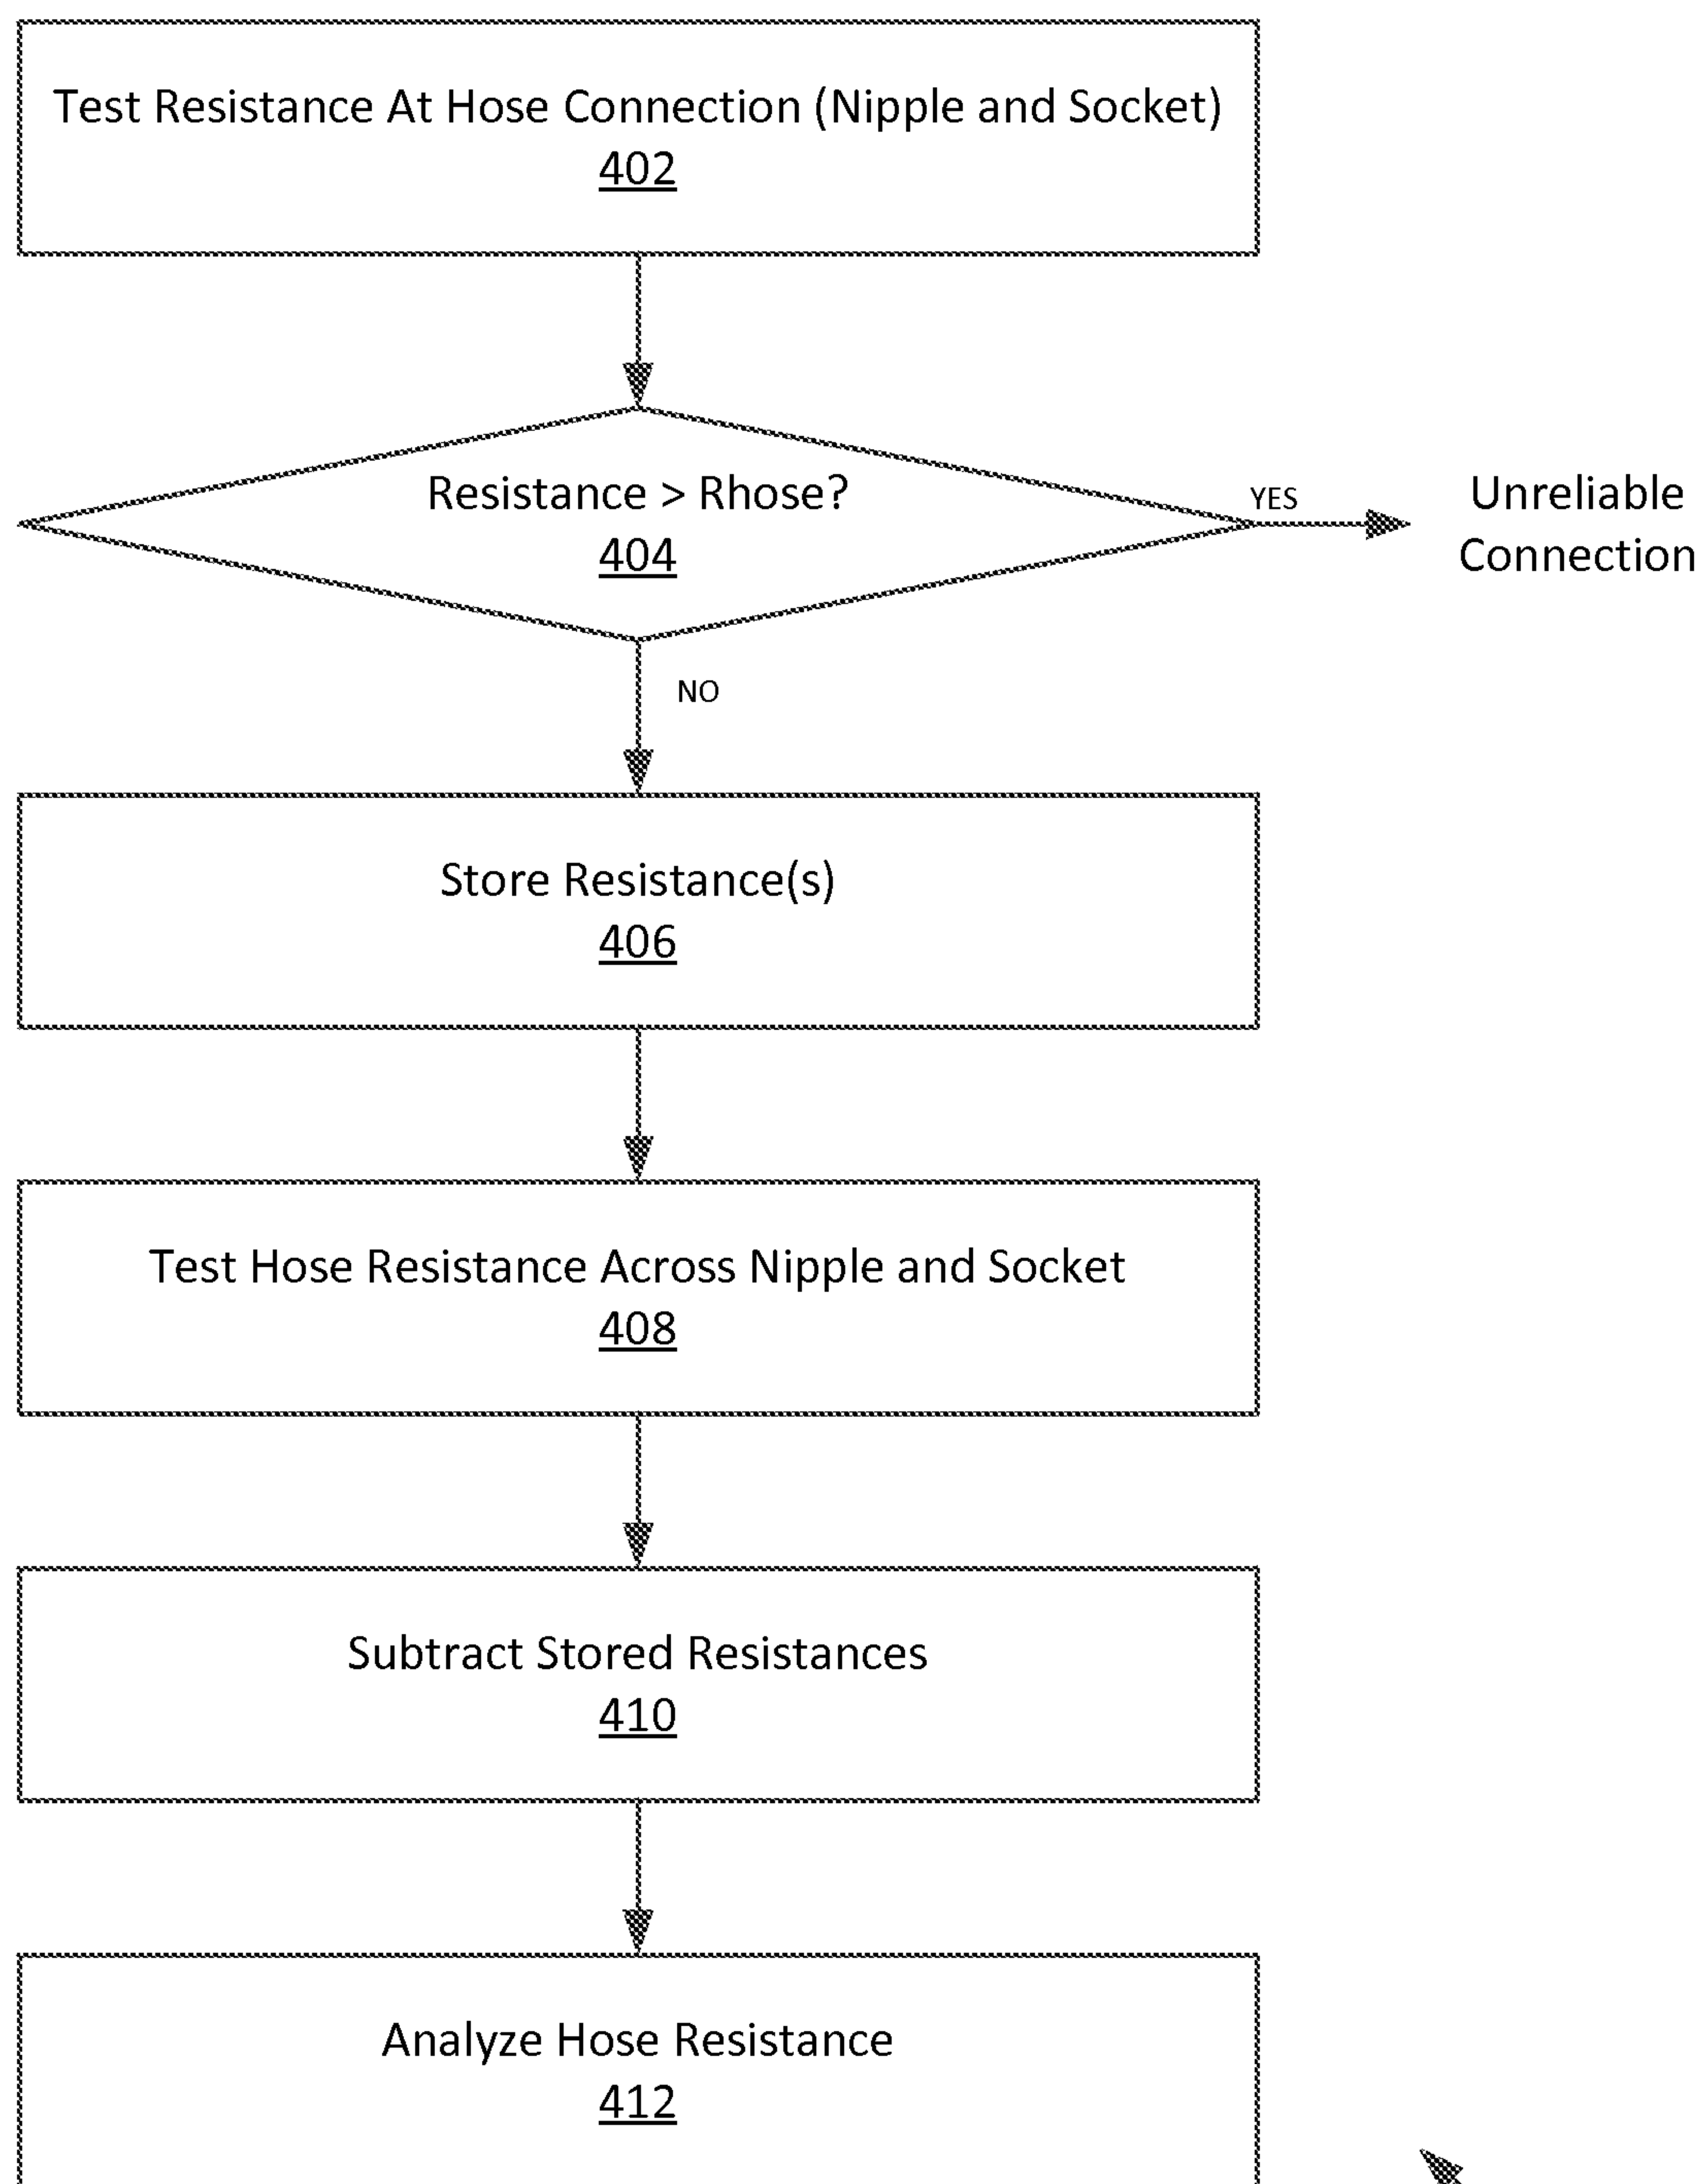 Test Resistance At Hose Connection (Nipple and Socket)
402
Resistance > Rhose?
404
YES
Unreliable
Connection
NO
Store Resistance(s)
406
Test Hose Resistance Across Nipple and Socket
408
Subtract Stored Resistances
410
Analyze Hose Resistance
412